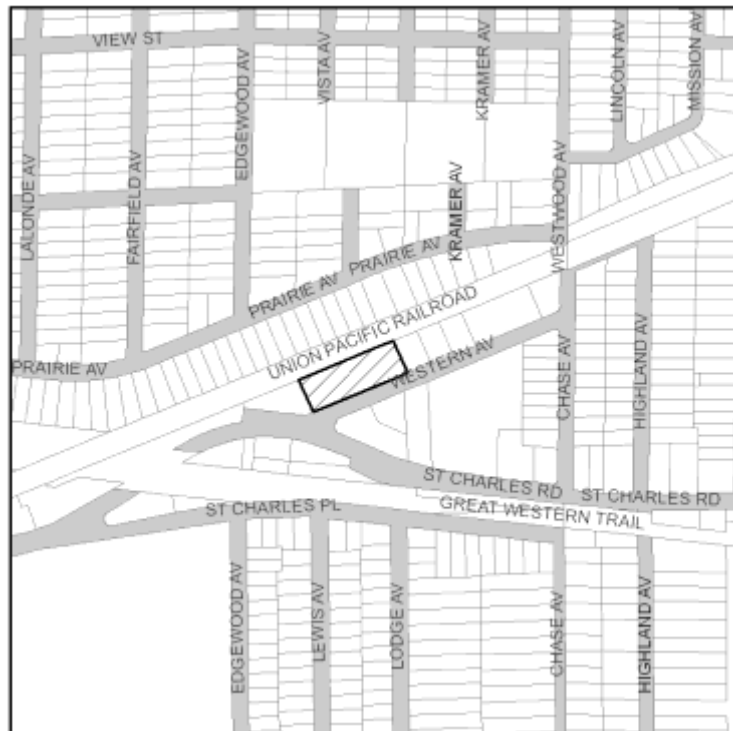 VIEW ST
LALONDE AV
FAIRFIELD AV
EDGEWOOD AV
VISTA AV
KRAMER AV
WESTWOOD AV
LINCOLN AV
MISSION AV
KRAMER AV
PRAIRIE AV
PRAIRIE AV
PRAIRIE AV
UNION PACIFIC RAILROAD
WESTERN AV
CHASE AV
HIGHLAND AV
ST CHARLES RD
ST CHARLES RD
GREAT WESTERN TRAIL
ST CHARLES PL
EDGEWOOD AV
LEWIS AV
LODGE AV
CHASE AV
HIGHLAND AV